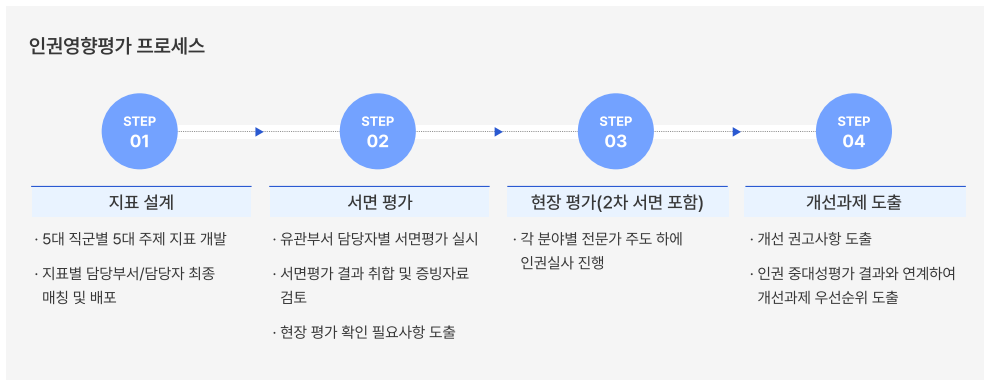 인권영향평가 프로세스
STEP
01
STEP
02
STEP
03
STEP
04
지표 설계
· 5대 직군별 5대 주제 지표 개발
· 지표별 담당부서/담당자 최종
매칭 및 배포
서면 평가
· 유관부서 담당자별 서면평가 실시
· 서면평가 결과 취합 및 증빙자료
검토
· 현장 평가 확인 필요사항 도출
현장 평가(2차 서면 포함)
· 각 분야별 전문가 주도 하에
인권실사 진행
개선과제 도출
· 개선 권고사항 도출
· 인권 중대성평가 결과와 연계하여
개선과제 우선순위 도출